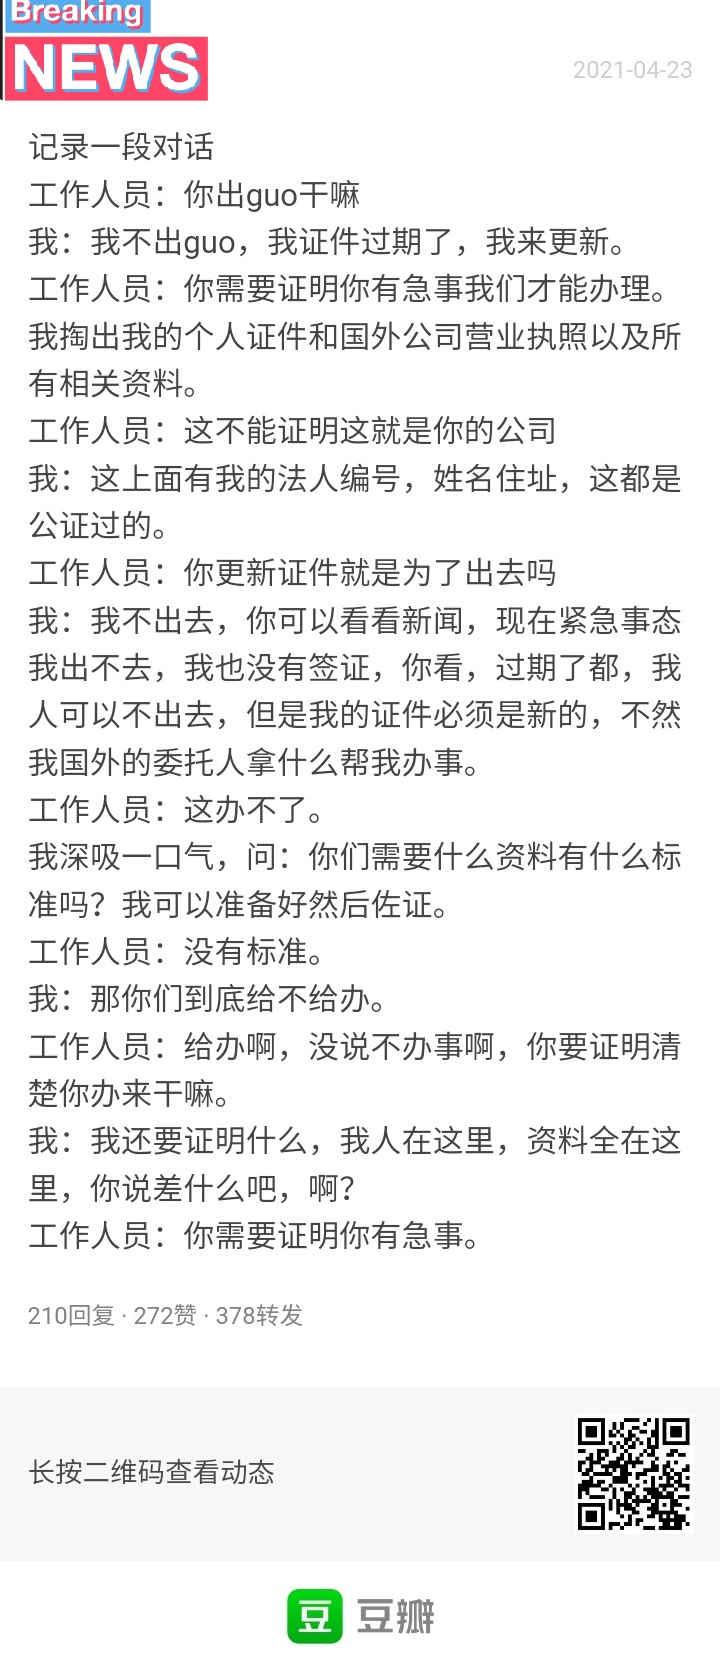 Breaking
NEWS
2021-04-23
记录一段对话
工作人员：你出guo干嘛
我：我不出guo，我证件过期了，我来更新。
工作人员：你需要证明你有急事我们才能办理。
我掏出我的个人证件和国外公司营业执照以及所
有相关资料。
工作人员：这不能证明这就是你的公司
我：这上面有我的法人编号，姓名住址，这都是
公证过的。
工作人员：你更新证件就是为了出去吗
我：我不出去，你可以看看新闻，现在紧急事态
我出不去，我也没有签证，你看，过期了都，我
人可以不出去，但是我的证件必须是新的，不然
我国外的委托人拿什么帮我办事。
工作人员：这办不了。
我深吸一口气，问：你们需要什么资料有什么标
准吗？我可以准备好然后佐证。
工作人员：没有标准。
我：那你们到底给不给办。
工作人员：给办啊，没说不办事啊，你要证明清
楚你办来干嘛。
我：我还要证明什么，我人在这里，资料全在这
里，你说差什么吧，啊？
工作人员：你需要证明你有急事。
210回复 · 272赞 · 378转发
长按二维码查看动态
豆 豆瓣